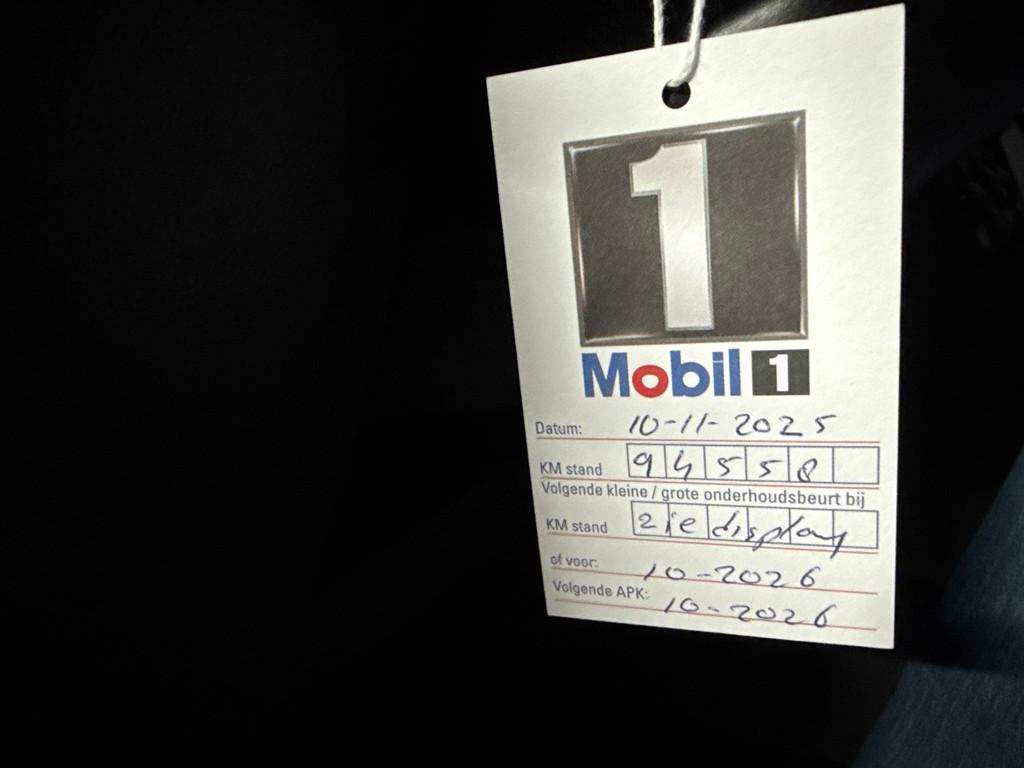 1
Mobil 1
Datum: 10-11-2025
KM stand 94558
Volgende kleine / grote onderhoudsbeurt bij
KM stand zie display
of voor: 10-2026
Volgende APK: 10-2026